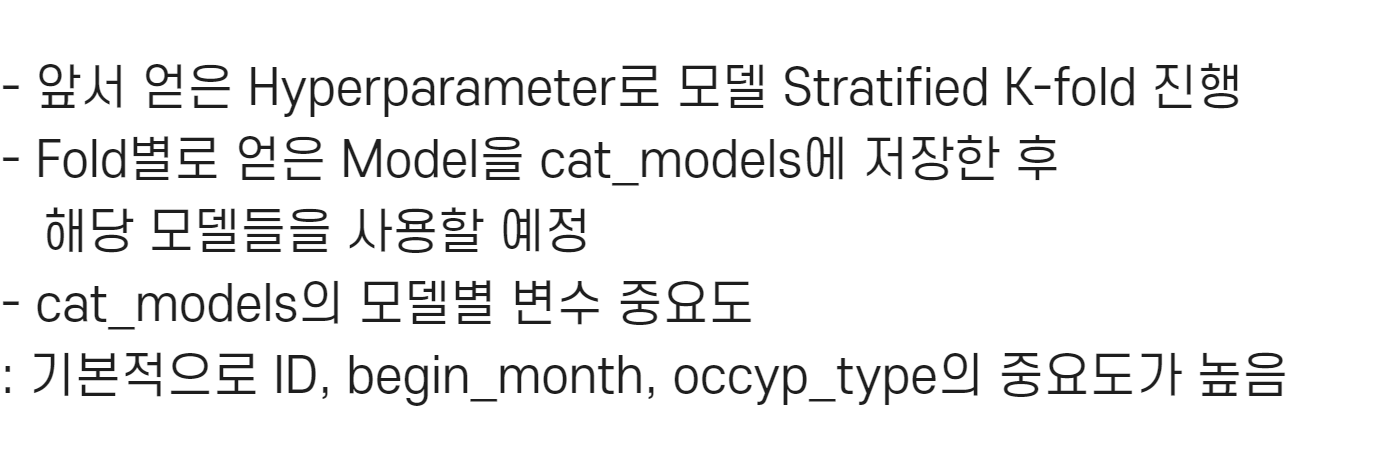 - 앞서 얻은 Hyperparameter로 모델 Stratified K-fold 진행
- Fold별로 얻은 Model을 cat_models에 저장한 후
해당 모델들을 사용할 예정
- cat_models의 모델별 변수 중요도
: 기본적으로 ID, begin_month, occyp_type의 중요도가 높음